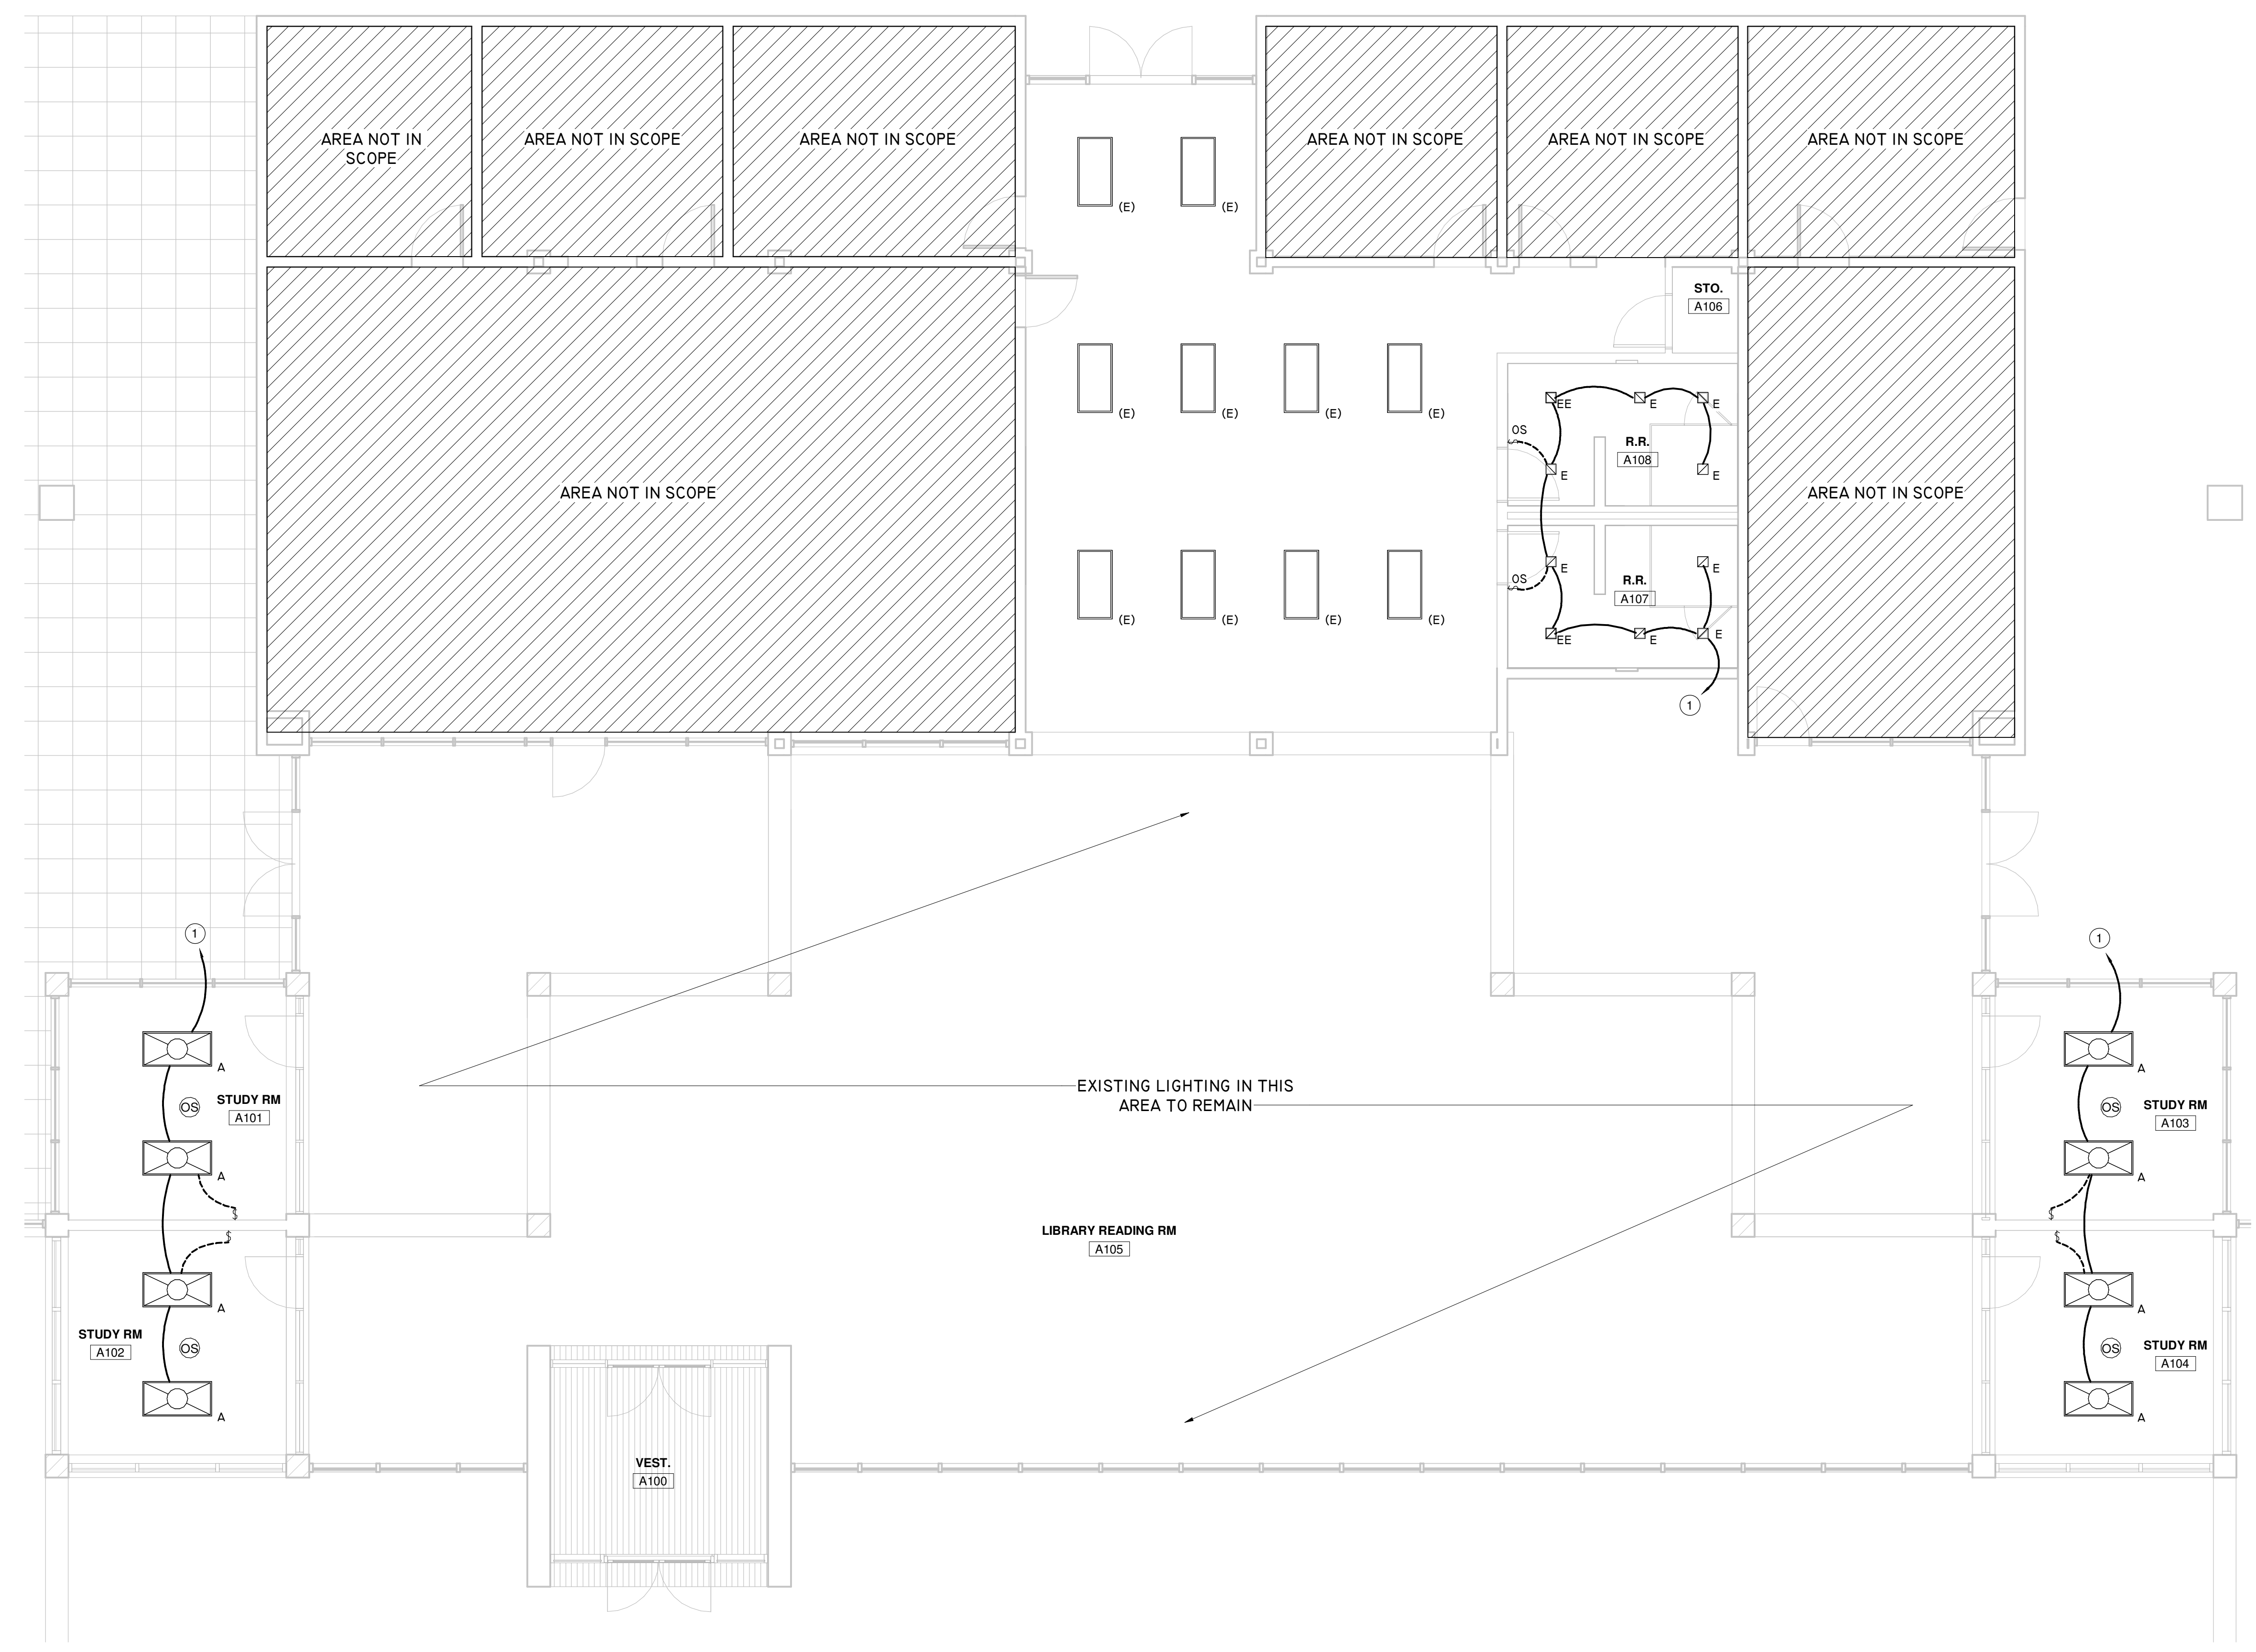 AREA NOT IN
SCOPE
AREA NOT IN SCOPE
AREA NOT IN SCOPE
AREA NOT IN SCOPE
AREA NOT IN SCOPE
AREA NOT IN SCOPE
(E)
(E)
STO.
A106
(E)
(E)
(E)
(E)
EE
E
E
OS
R.R.
A108
E
E
AREA NOT IN SCOPE
AREA NOT IN SCOPE
E
E
OS
R.R.
A107
(E)
(E)
(E)
(E)
EE
E
E
1
1
1
A
A
OS
STUDY RM
A101
OS
STUDY RM
A103
EXISTING LIGHTING IN THIS
AREA TO REMAIN
A
A
$
$
$
$
LIBRARY READING RM
A105
A
A
STUDY RM
A102
OS
OS
STUDY RM
A104
A
A
VEST.
A100